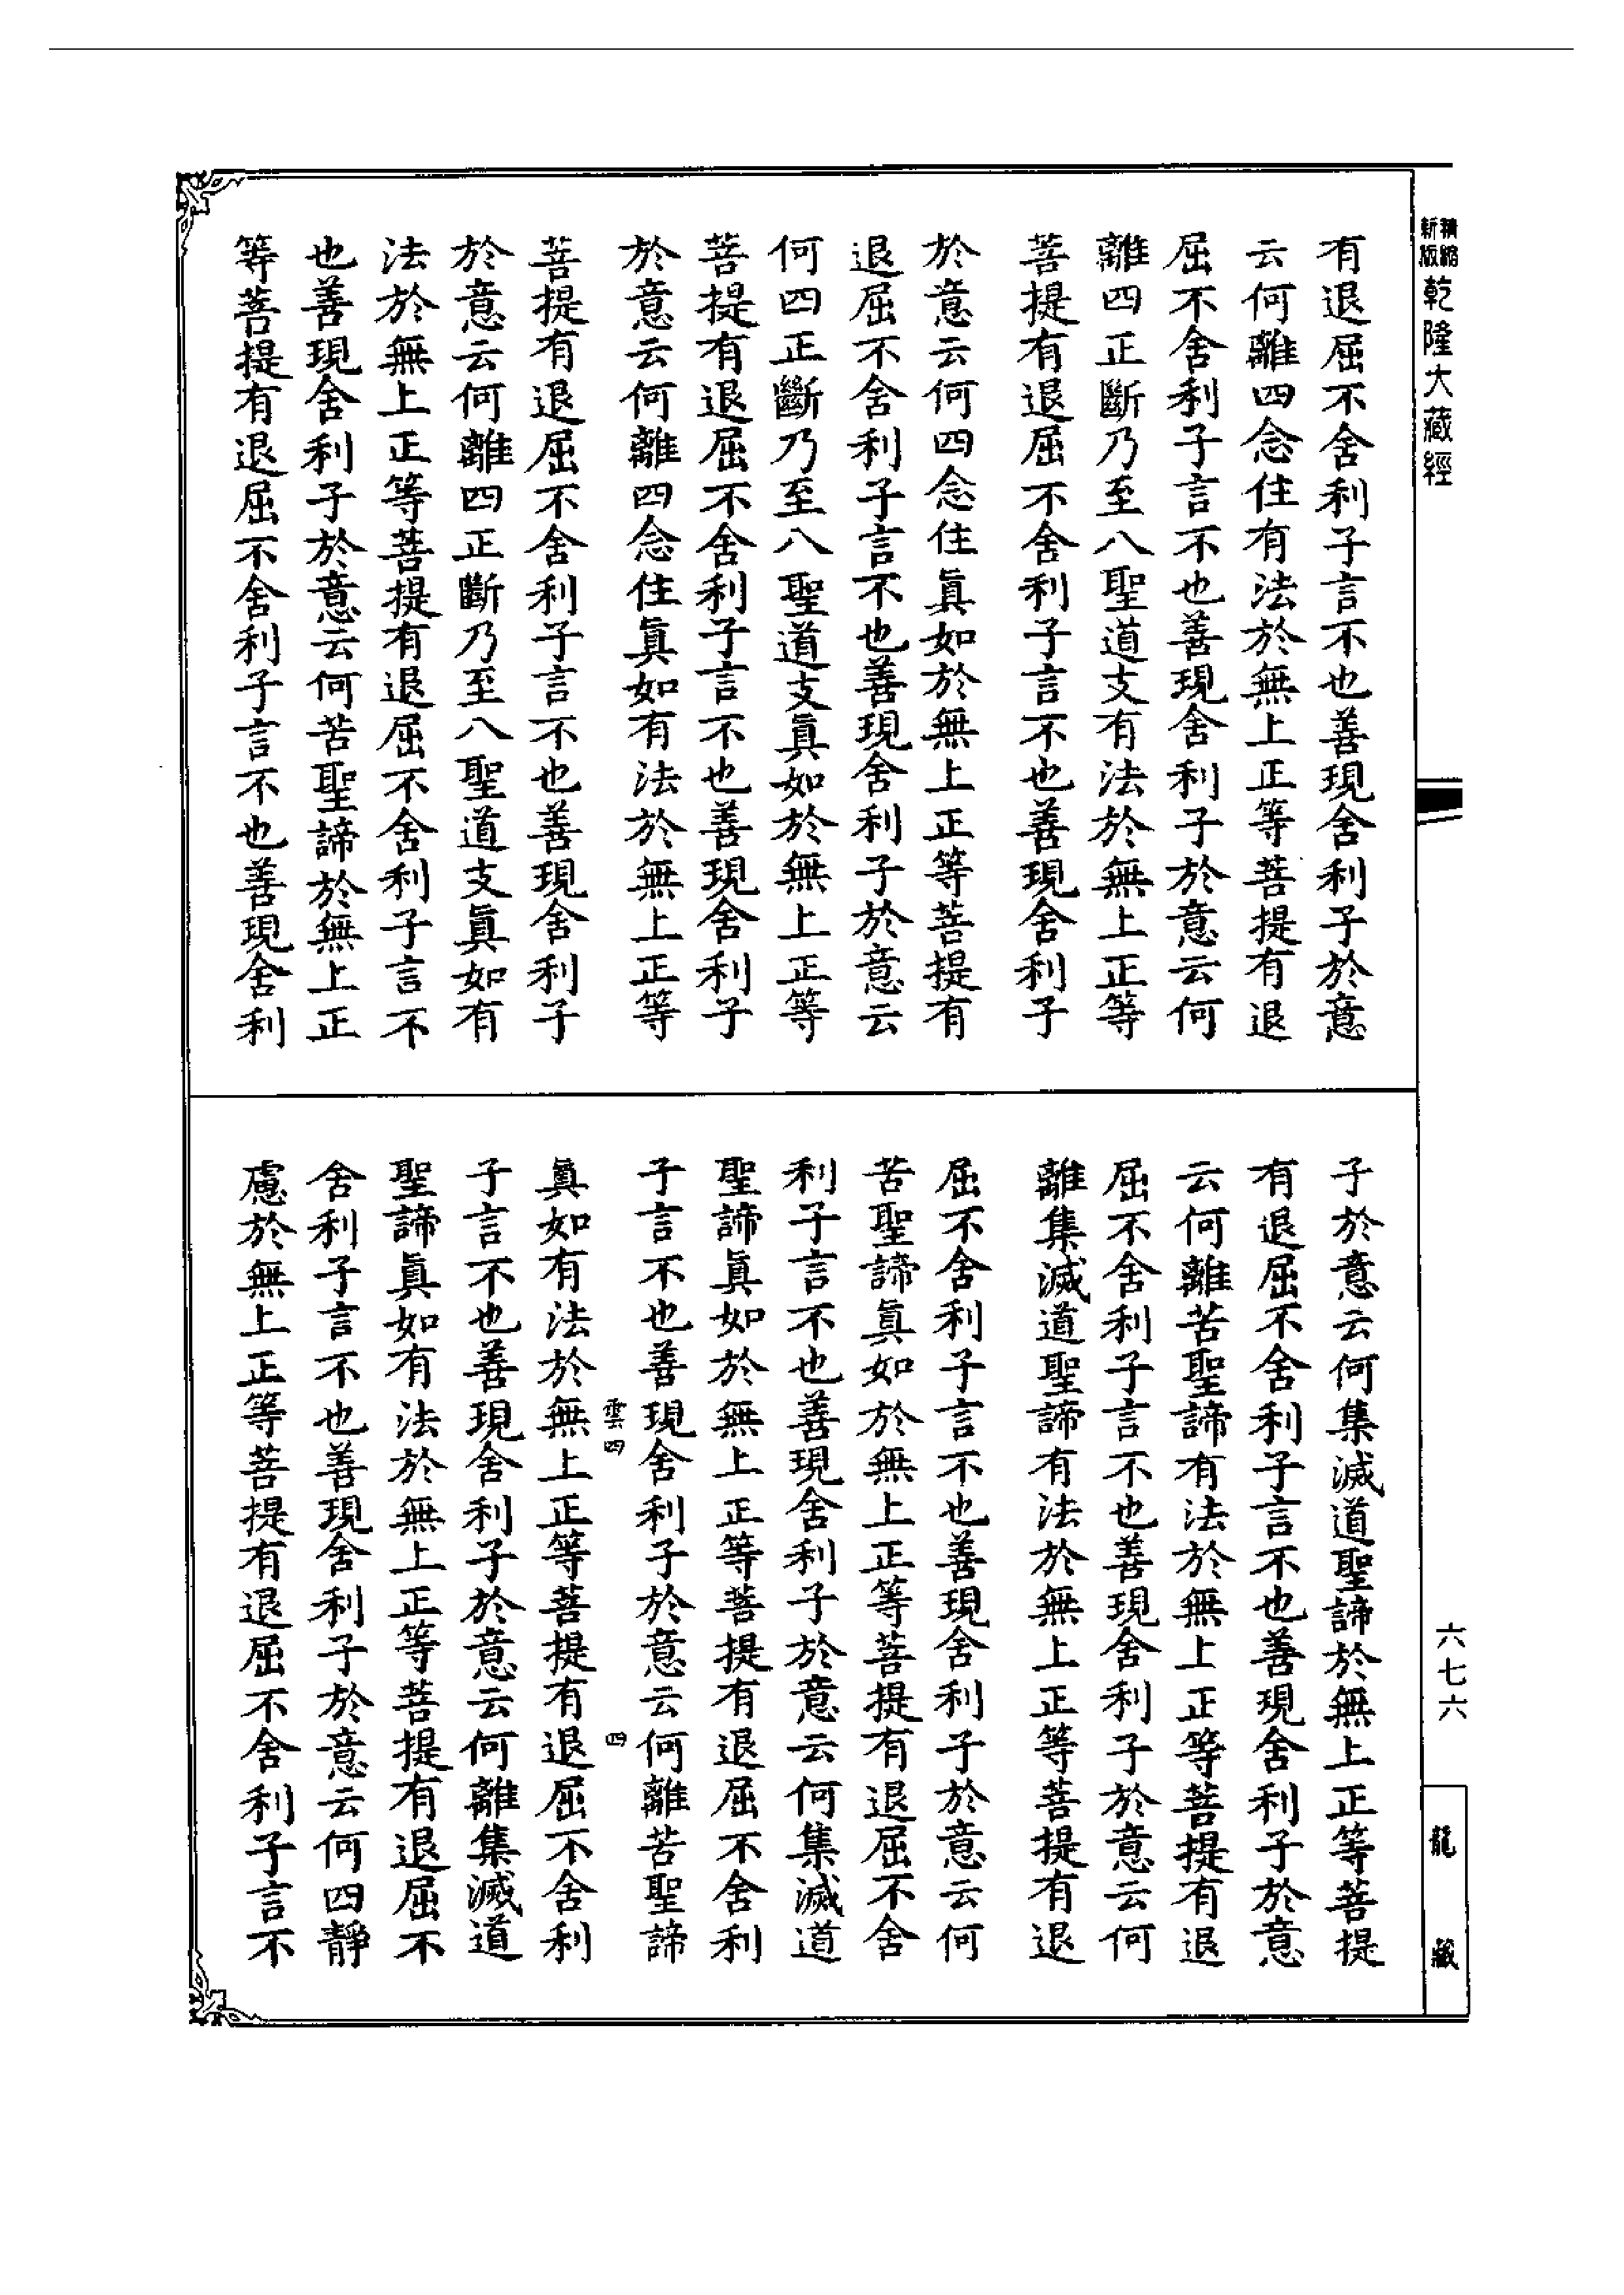 新版
精縮
乾隆大藏經
有退屈不舍利子言不也善現舍利子於意
云何離四念住有法於無上正等菩提有退
屈不舍利子言不也善現舍利子於意云何
離四正斷乃至八聖道支有法於無上正等
菩提有退屈不舍利子言不也善現舍利子
於意云何四念住眞如於無上正等菩提有
退屈不舍利子言不也善現舍利子於意云
何四正斷乃至八聖道支眞如於無上正等
菩提有退屈不舍利子言不也善現舍利子
於意云何離四念住眞如有法於無上正等
菩提有退屈不舍利子言不也善現舍利子
於意云何離四正斷乃至八聖道支眞如有
法於無上正等菩提有退屈不舍利子言不
也善現舍利子於意云何苦聖諦於無上正
等菩提有退屈不舍利子言不也善現舍利
子於意云何集滅道聖諦於無上正等菩提
有退屈不舍利子言不也善現舍利子於意
云何離苦聖諦有法於無上正等菩提有退
屈不舍利子言不也善現舍利子於意云何
離集滅道聖諦有法於無上正等菩提有退
屈不舍利子言不也善現舍利子於意云何
苦聖諦眞如於無上正等菩提有退屈不舍
利子言不也善現舍利子於意云何集滅道
聖諦眞如於無上正等菩提有退屈不舍利
子言不也善現舍利子於意云何離苦聖諦
雲四 四
眞如有法於無上正等菩提有退屈不舍利
子言不也善現舍利子於意云何離集滅道
聖諦眞如有法於無上正等菩提有退屈不
舍利子言不也善現舍利子於意云何四靜
慮於無上正等菩提有退屈不舍利子言不
六七六
龍藏